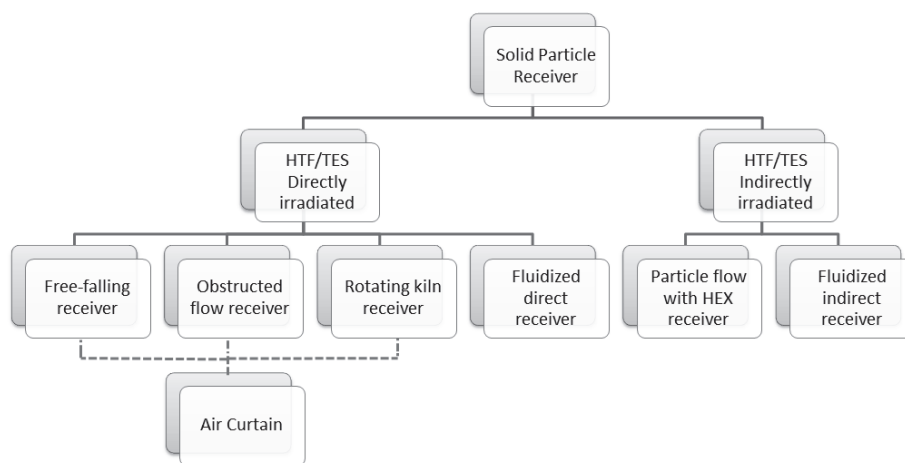 Solid Particle
Receiver
HTF/TES
Directly
irradiated
HTF/TES
Indirectly
irradiated
Free-falling
receiver
Obstructed
flow receiver
Rotating kiln
receiver
Fluidized
direct
receiver
Particle flow
with HEX
receiver
Fluidized
indirect
receiver
Air Curtain